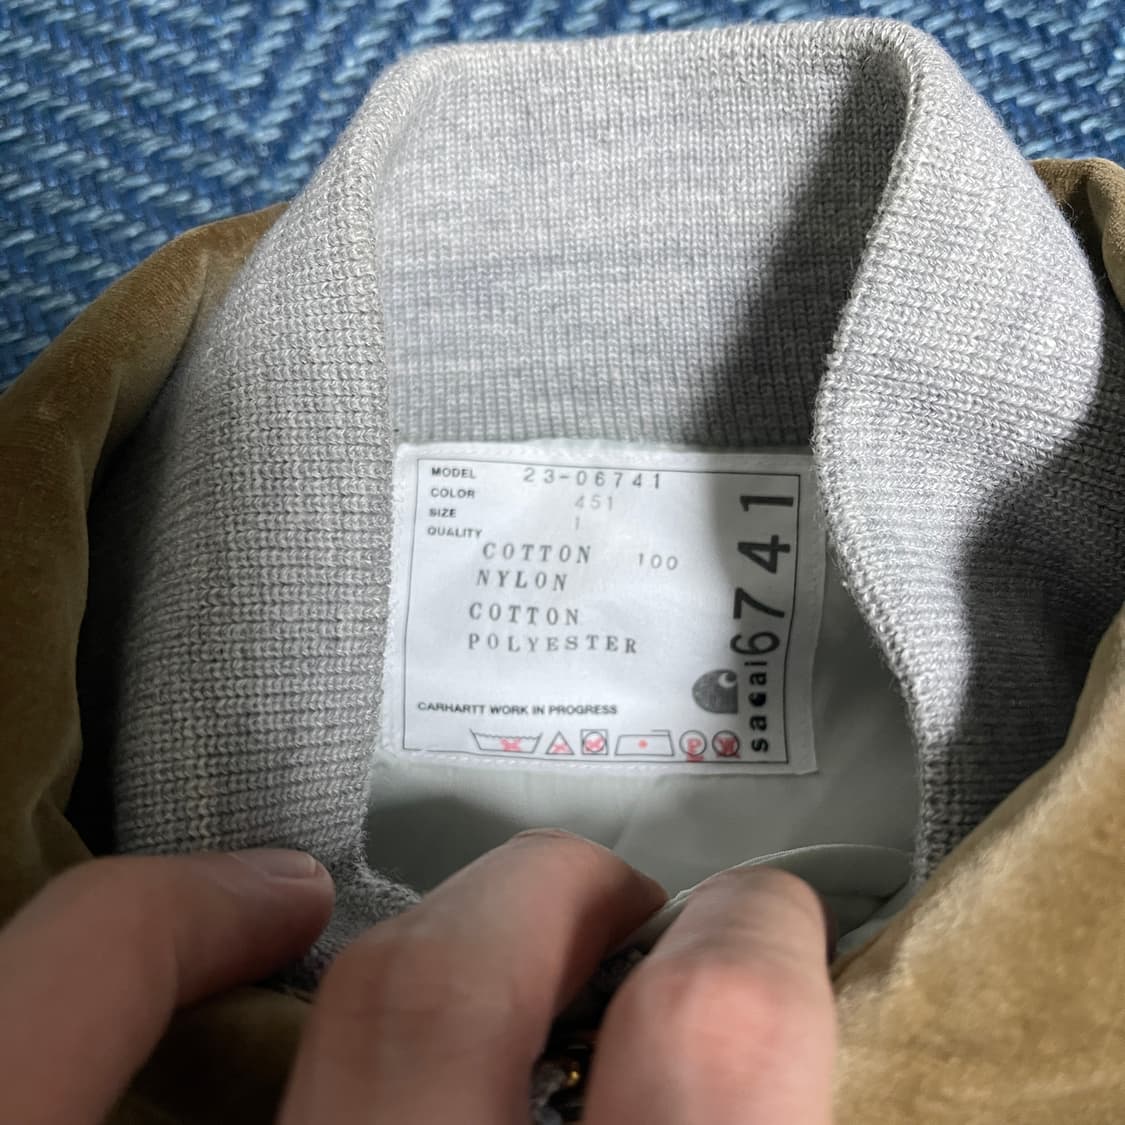 MODEL 23-06741
COLOR 451
SIZE 1
QUALITY
COTTON 100
NYLON
COTTON
POLYESTER
CARHARTT WORK IN PROGRESS
sacai 6741
P
W